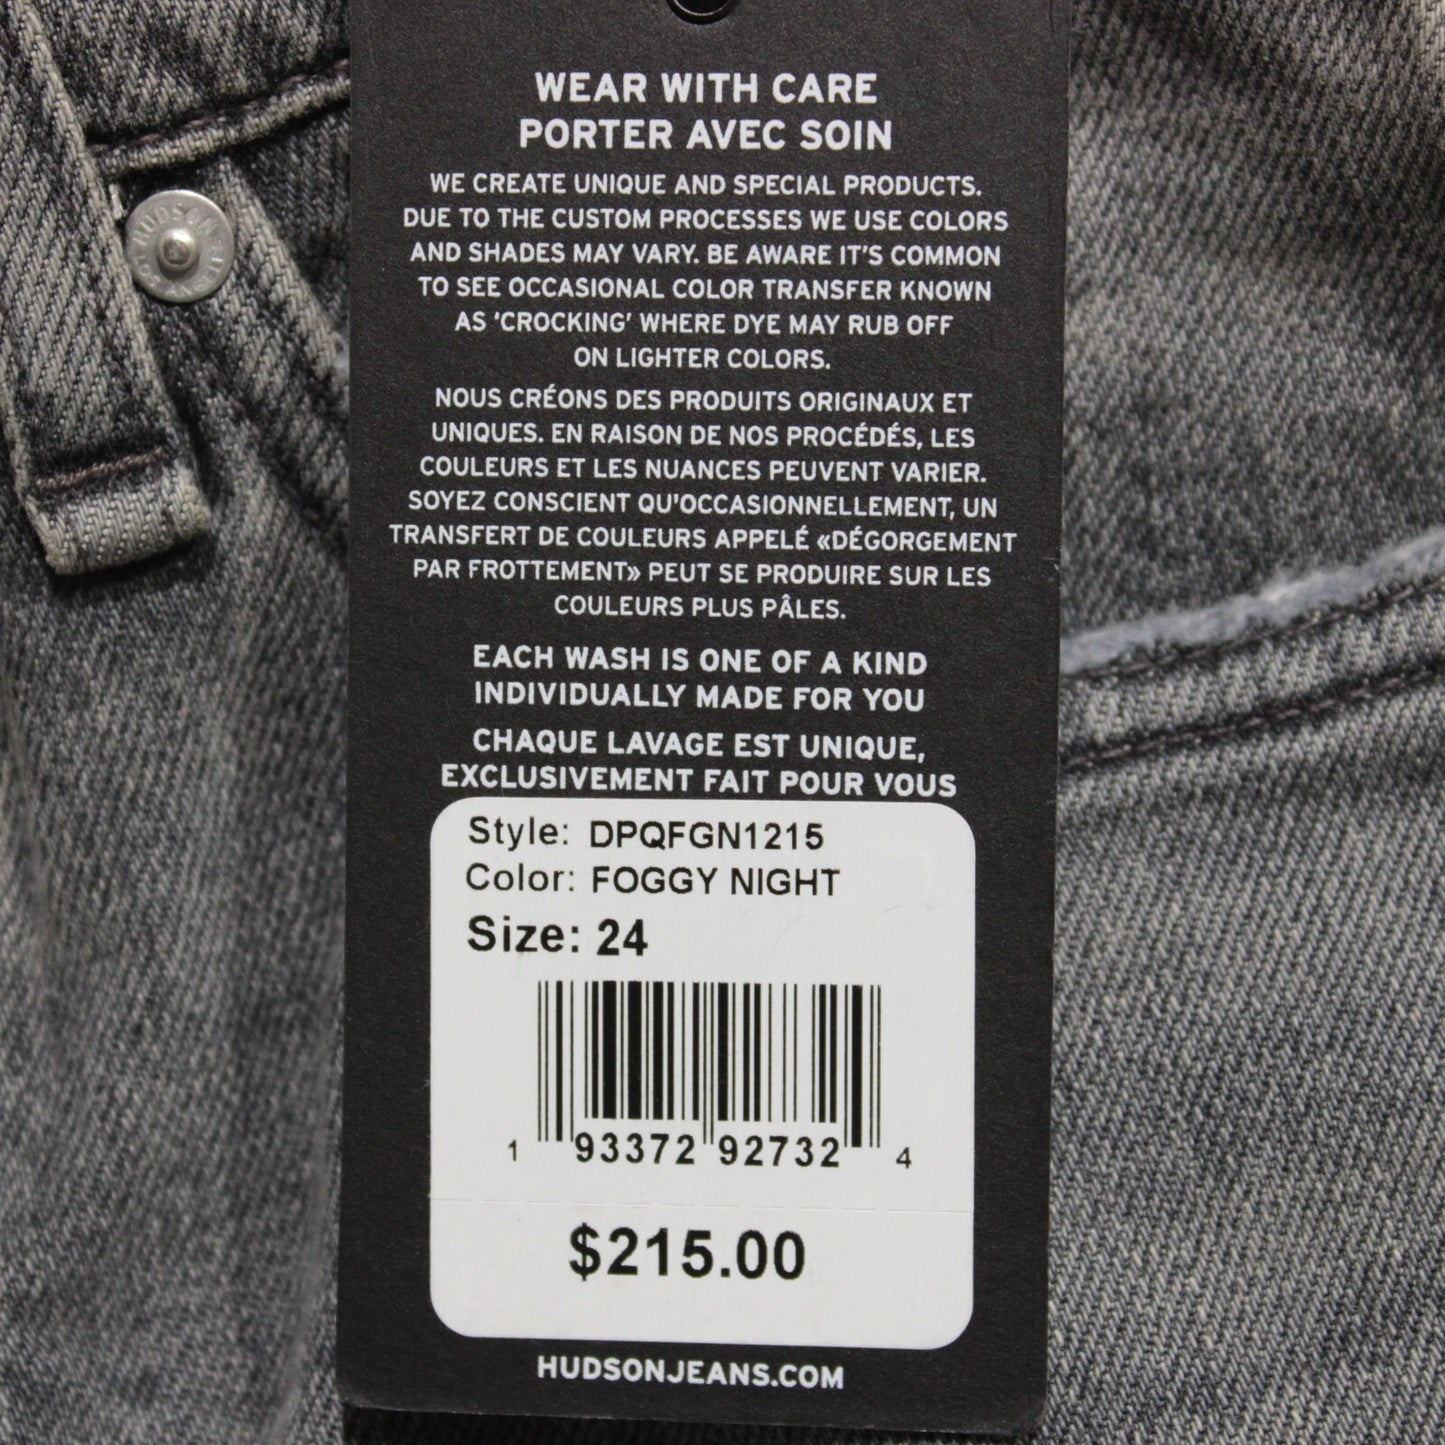 HUDSON
WEAR WITH CARE
PORTER AVEC SOIN
WE CREATE UNIQUE AND SPECIAL PRODUCTS.
DUE TO THE CUSTOM PROCESSES WE USE COLORS
AND SHADES MAY VARY. BE AWARE IT'S COMMON
TO SEE OCCASIONAL COLOR TRANSFER KNOWN
AS 'CROCKING' WHERE DYE MAY RUB OFF
ON LIGHTER COLORS.
NOUS CRÉONS DES PRODUITS ORIGINAUX ET
UNIQUES. EN RAISON DE NOS PROCÉDÉS, LES
COULEURS ET LES NUANCES PEUVENT VARIER.
SOYEZ CONSCIENT QU'OCCASIONNELLEMENT, UN
TRANSFERT DE COULEURS APPELÉ «DÉGORGEMENT
PAR FROTTEMENT» PEUT SE PRODUIRE SUR LES
COULEURS PLUS PÂLES.
EACH WASH IS ONE OF A KIND
INDIVIDUALLY MADE FOR YOU
CHAQUE LAVAGE EST UNIQUE,
EXCLUSIVEMENT FAIT POUR VOUS
Style: DPQFGN1215
Color: FOGGY NIGHT
Size: 24
1 93372 92732 4
$215.00
HUDSONJEANS.COM